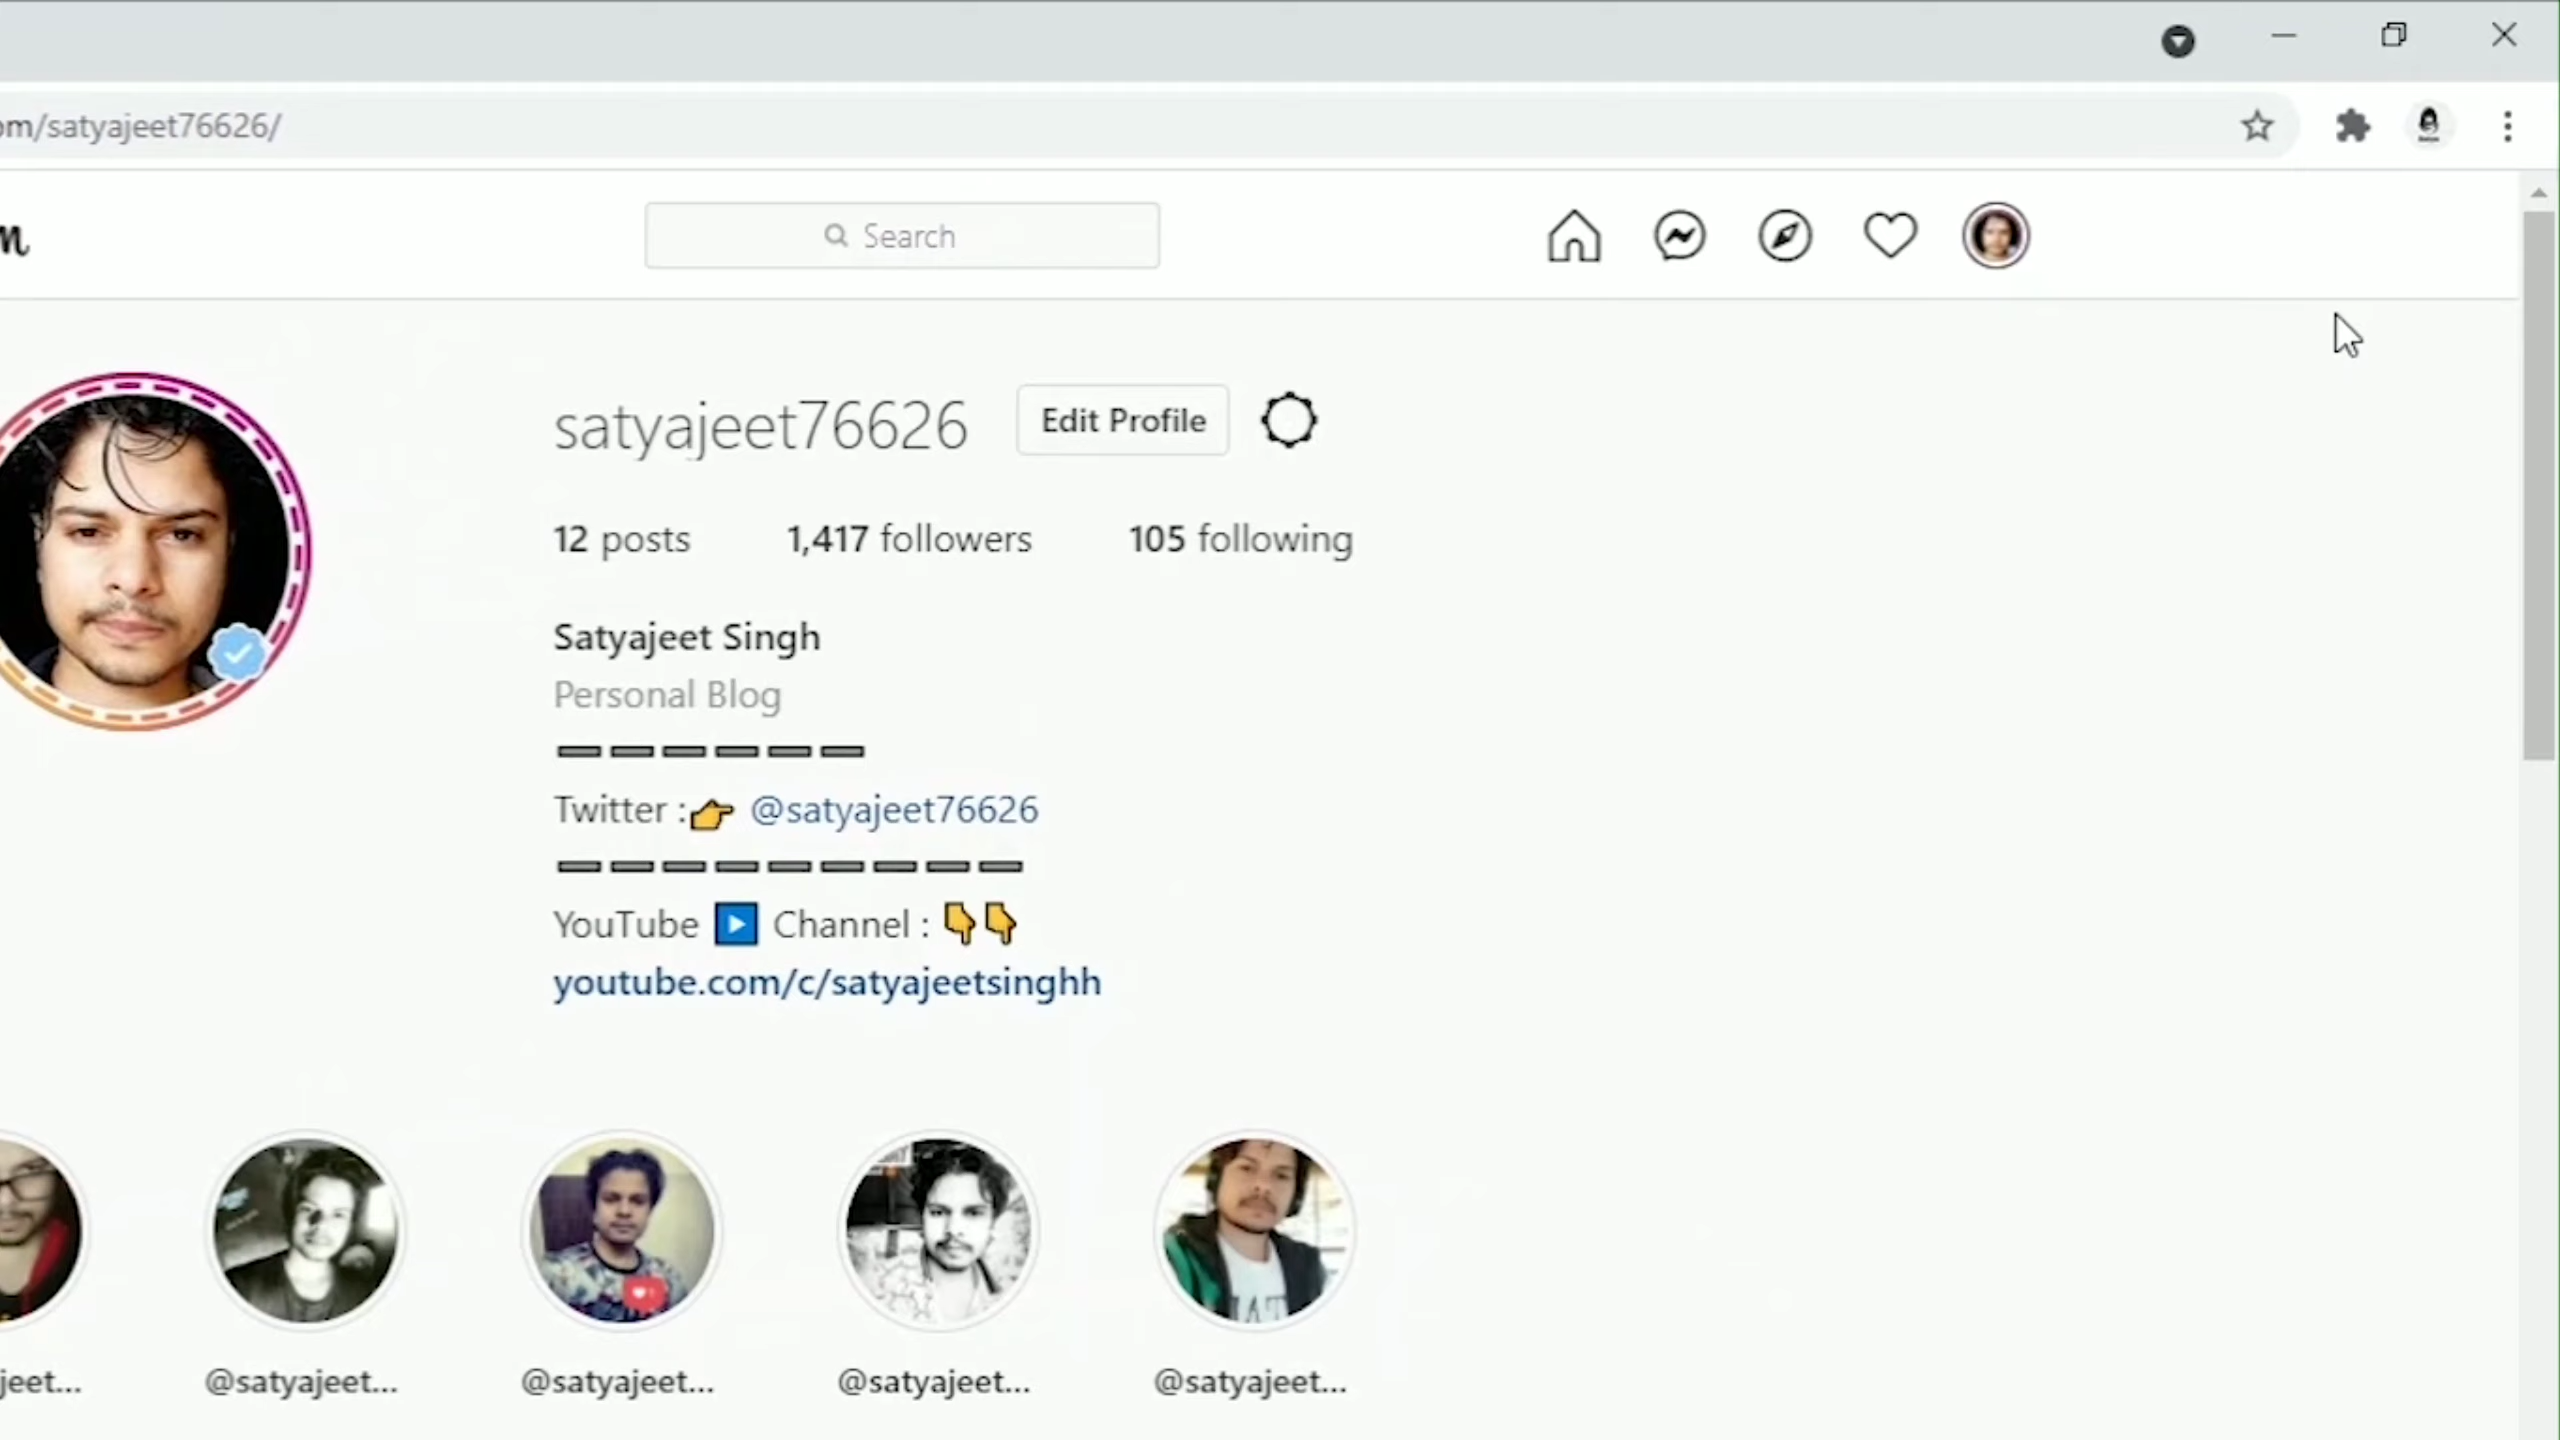 om/satyajeet76626/
m
Search
satyajeet76626
Edit Profile
12 posts
1,417 followers
105 following
Satyajeet Singh
Personal Blog
➖➖➖➖➖➖
Twitter :👉 @satyajeet76626
➖➖➖➖➖➖➖➖➖
YouTube ▶️ Channel : 👇👇
youtube.com/c/satyajeetsinghh
jeet...
@satyajeet...
@satyajeet...
@satyajeet...
@satyajeet...